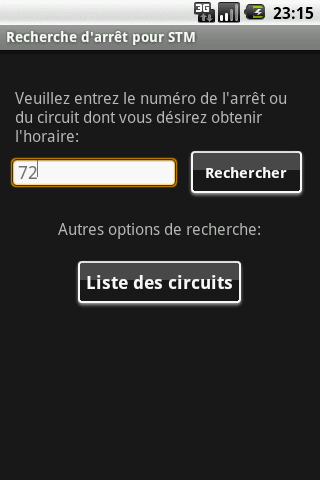 3G 23:15
Recherche d'arrêt pour STM
Veuillez entrez le numéro de l'arrêt ou
du circuit dont vous désirez obtenir
l'horaire:
72 Rechercher
Autres options de recherche:
Liste des circuits